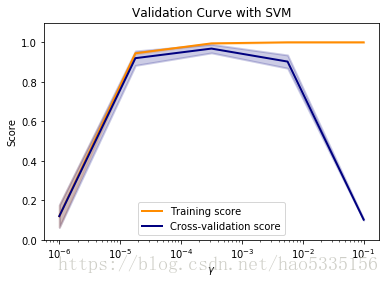 Validation Curve with SVM
Score
1.0
0.8
0.6
0.4
0.2
0.0
Training score
Cross-validation score
10⁻⁶ 10⁻⁵ 10⁻⁴ 10⁻³ 10⁻² 10⁻¹
γ
https://blog.csdn.net/hao5335156